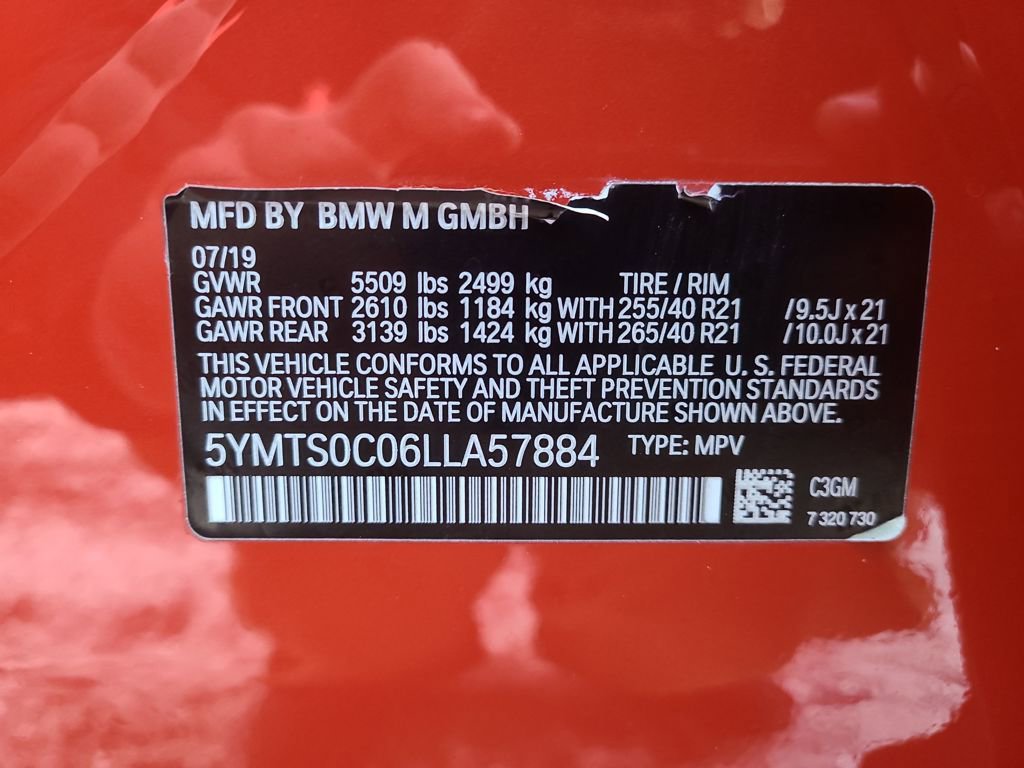 MFD BY BMW M GMBH
07/19
GVWR 5509 lbs 2499 kg TIRE / RIM
GAWR FRONT 2610 lbs 1184 kg WITH 255/40 R21 /9.5J x 21
GAWR REAR 3139 lbs 1424 kg WITH 265/40 R21 /10.0J x 21
THIS VEHICLE CONFORMS TO ALL APPLICABLE U. S. FEDERAL
MOTOR VEHICLE SAFETY AND THEFT PREVENTION STANDARDS
IN EFFECT ON THE DATE OF MANUFACTURE SHOWN ABOVE.
5YMTS0C06LLA57884 TYPE: MPV
C3GM
7 320 730